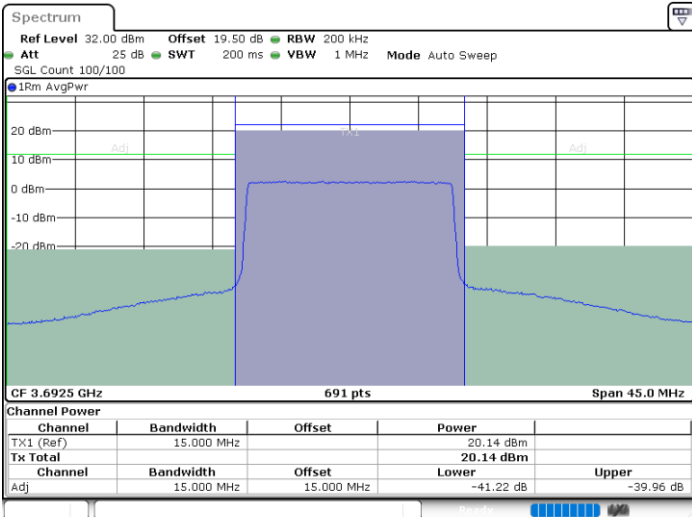 Spectrum
Ref Level 32.00 dBm Offset 19.50 dB RBW 200 kHz
Att 25 dB SWT 200 ms VBW 1 MHz Mode Auto Sweep
SGL Count 100/100
1Rm AvgPwr
20 dBm
TX1
Adj
Adj
10 dBm
0 dBm
-10 dBm
-20 dBm
CF 3.6925 GHz 691 pts Span 45.0 MHz
Channel Power
Channel Bandwidth Offset Power
TX1 (Ref) 15.000 MHz 20.14 dBm
Tx Total 20.14 dBm
Channel Bandwidth Offset Lower Upper
Adj 15.000 MHz 15.000 MHz -41.22 dB -39.96 dB
Ready